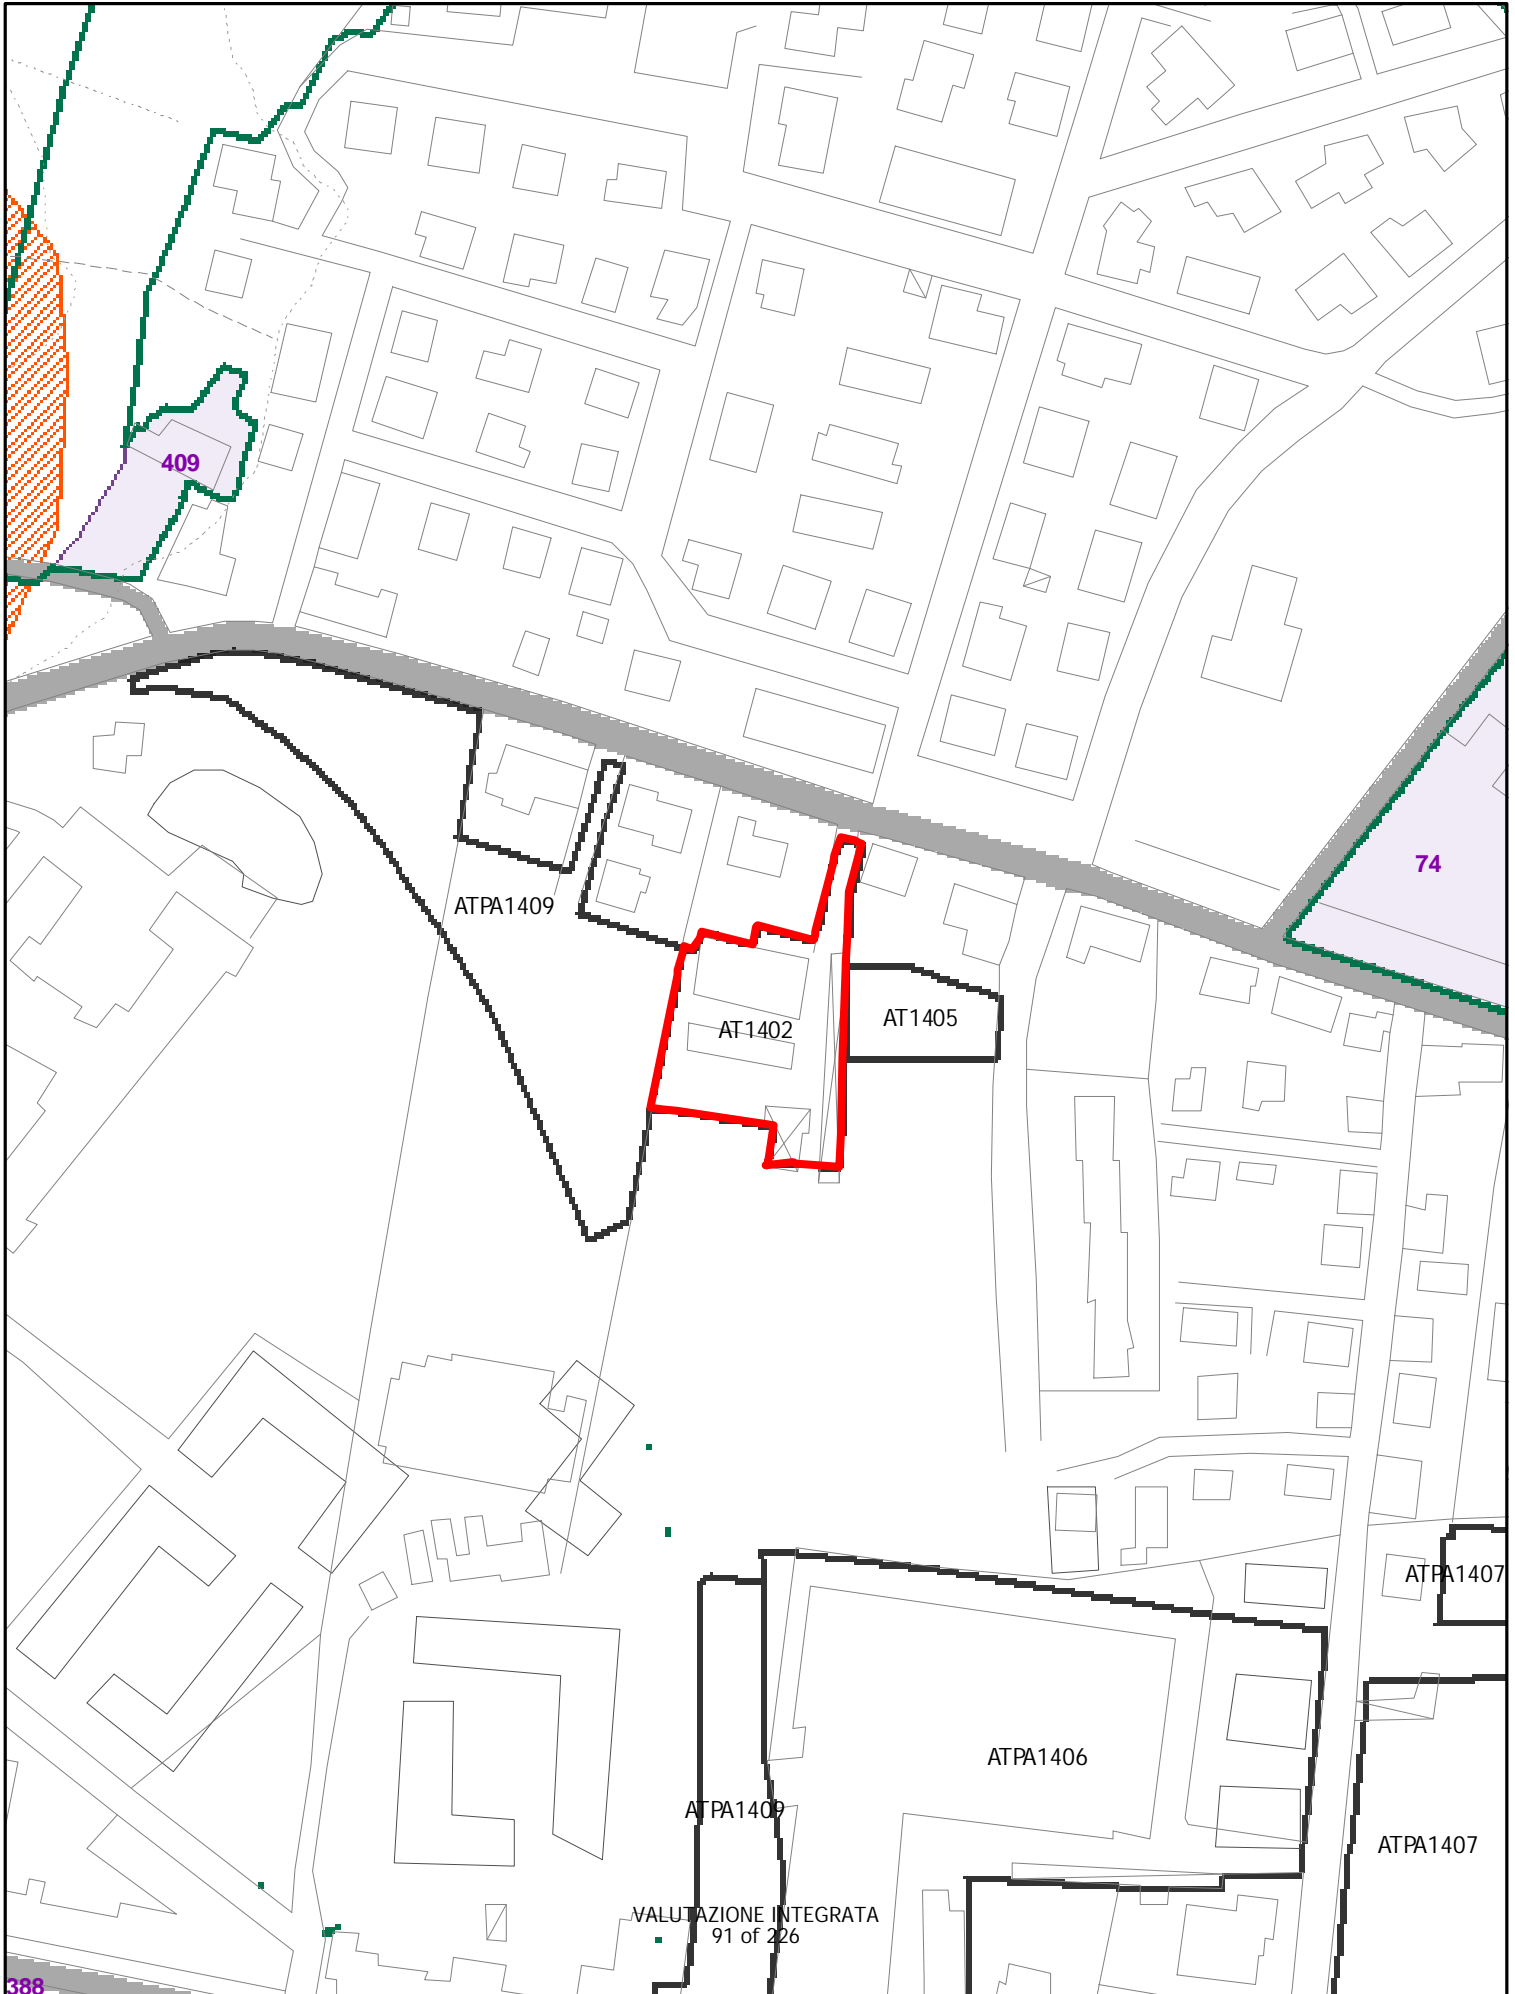 409
74
ATPA1409
AT1402
AT1405
ATPA1407
ATPA1406
ATPA1409
ATPA1407
VALUTAZIONE INTEGRATA
91 of 226
388